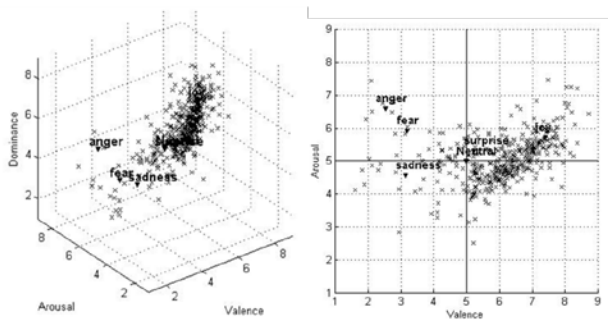 8
6
4
2
Dominance
anger
surprise
fear
sadness
8
6
4
2
Arousal
2
4
6
8
Valence
9
8
7
6
5
4
3
2
1
Arousal
anger
fear
joy
surprise
Neutral
sadness
1 2 3 4 5 6 7 8 9
Valence